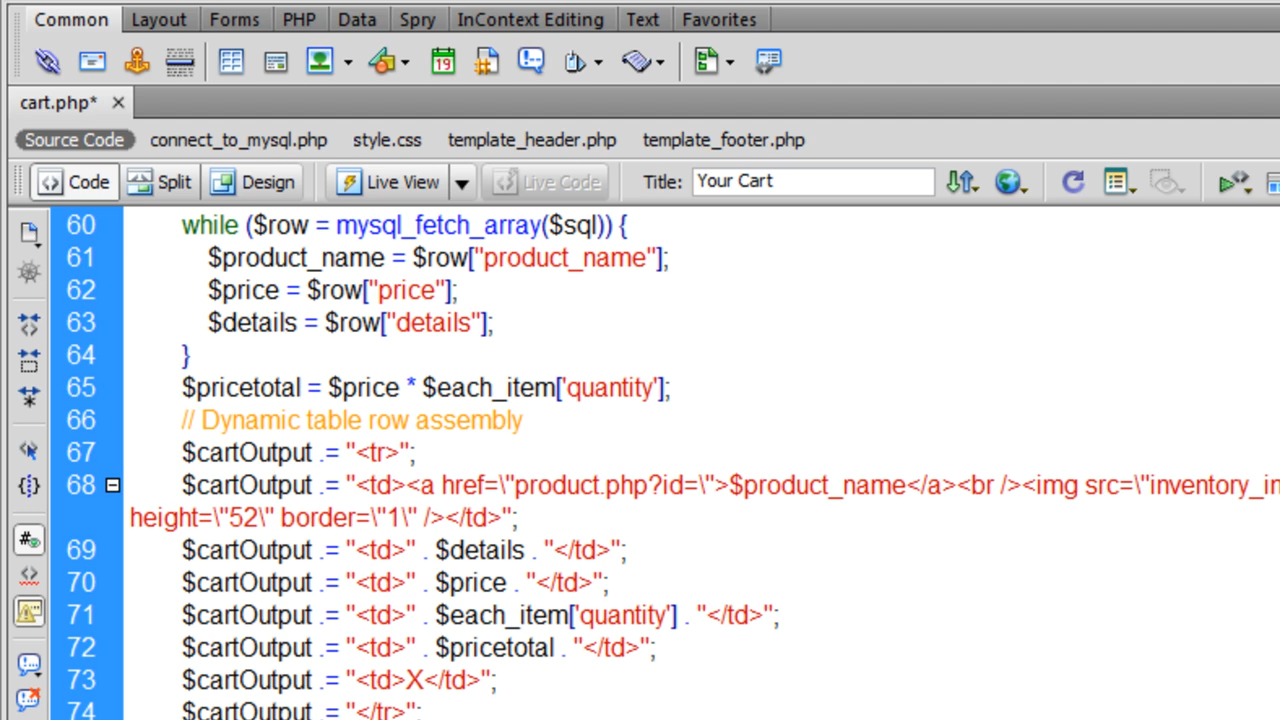 Common Layout Forms PHP Data Spry InContext Editing Text Favorites
19
cart.php* ×
Source Code connect_to_mysql.php style.css template_header.php template_footer.php
Code Split Design Live View Live Code Title: Your Cart
60 while ($row = mysql_fetch_array($sql)) {
61 $product_name = $row["product_name"];
62 $price = $row["price"];
63 $details = $row["details"];
64 }
65 $pricetotal = $price * $each_item['quantity'];
66 // Dynamic table row assembly
67 $cartOutput .= "<tr>";
68 $cartOutput .= "<td><a href=\"product.php?id=\">$product_name</a><br /><img src=\"inventory_in
height=\"52\" border=\"1\" /></td>";
69 $cartOutput .= "<td>" . $details . "</td>";
70 $cartOutput .= "<td>" . $price . "</td>";
71 $cartOutput .= "<td>" . $each_item['quantity'] . "</td>";
72 $cartOutput .= "<td>" . $pricetotal . "</td>";
73 $cartOutput .= "<td>X</td>";
74 $cartOutput .= "</tr>";